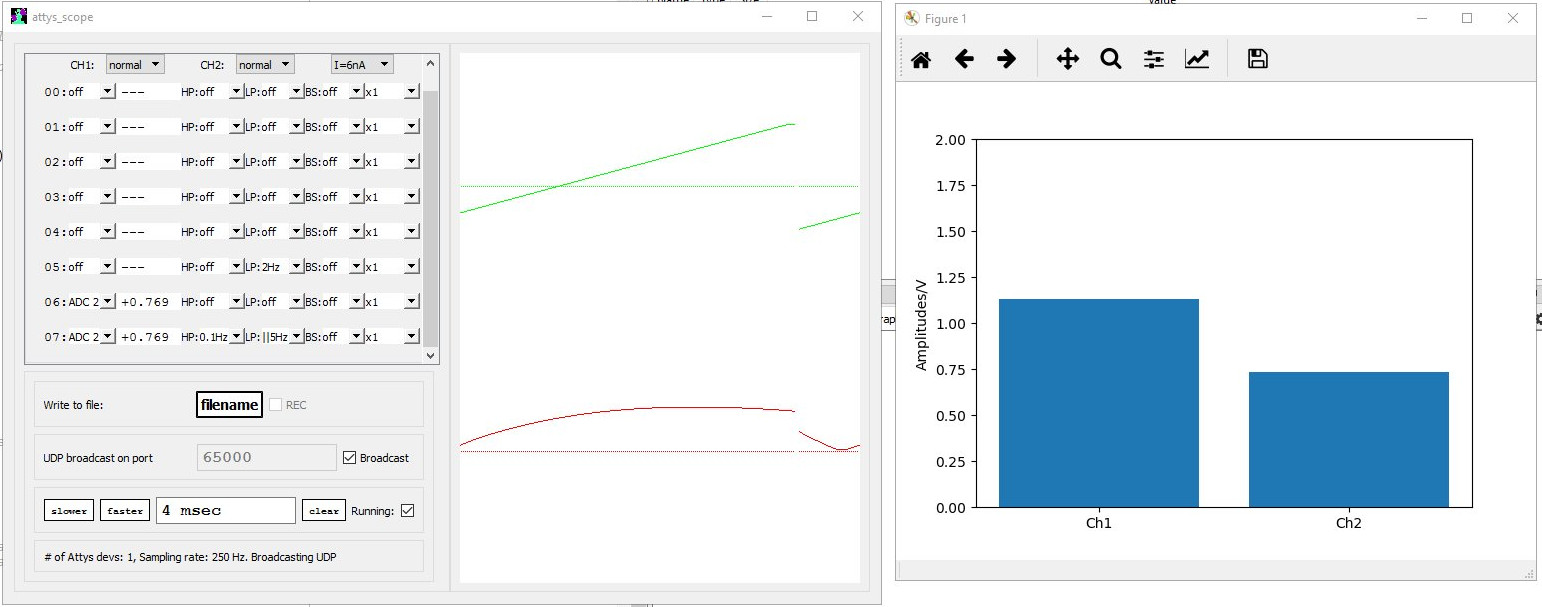 attys_scope
CH1: normal CH2: normal I=6nA
00:off --- HP:off LP:off BS:off x1
01:off --- HP:off LP:off BS:off x1
02:off --- HP:off LP:off BS:off x1
03:off --- HP:off LP:off BS:off x1
04:off --- HP:off LP:off BS:off x1
05:off --- HP:off LP:2Hz BS:off x1
06:ADC 2 +0.769 HP:off LP:off BS:off x1
07:ADC 2 +0.769 HP:0.1Hz LP:||5Hz BS:off x1
Write to file: filename REC
UDP broadcast on port 65000 Broadcast
slower faster 4 msec clear Running:
# of Attys devs: 1, Sampling rate: 250 Hz. Broadcasting UDP
Figure 1
2.00
1.75
1.50
1.25
1.00
0.75
0.50
0.25
0.00
Amplitudes/V
Ch1 Ch2